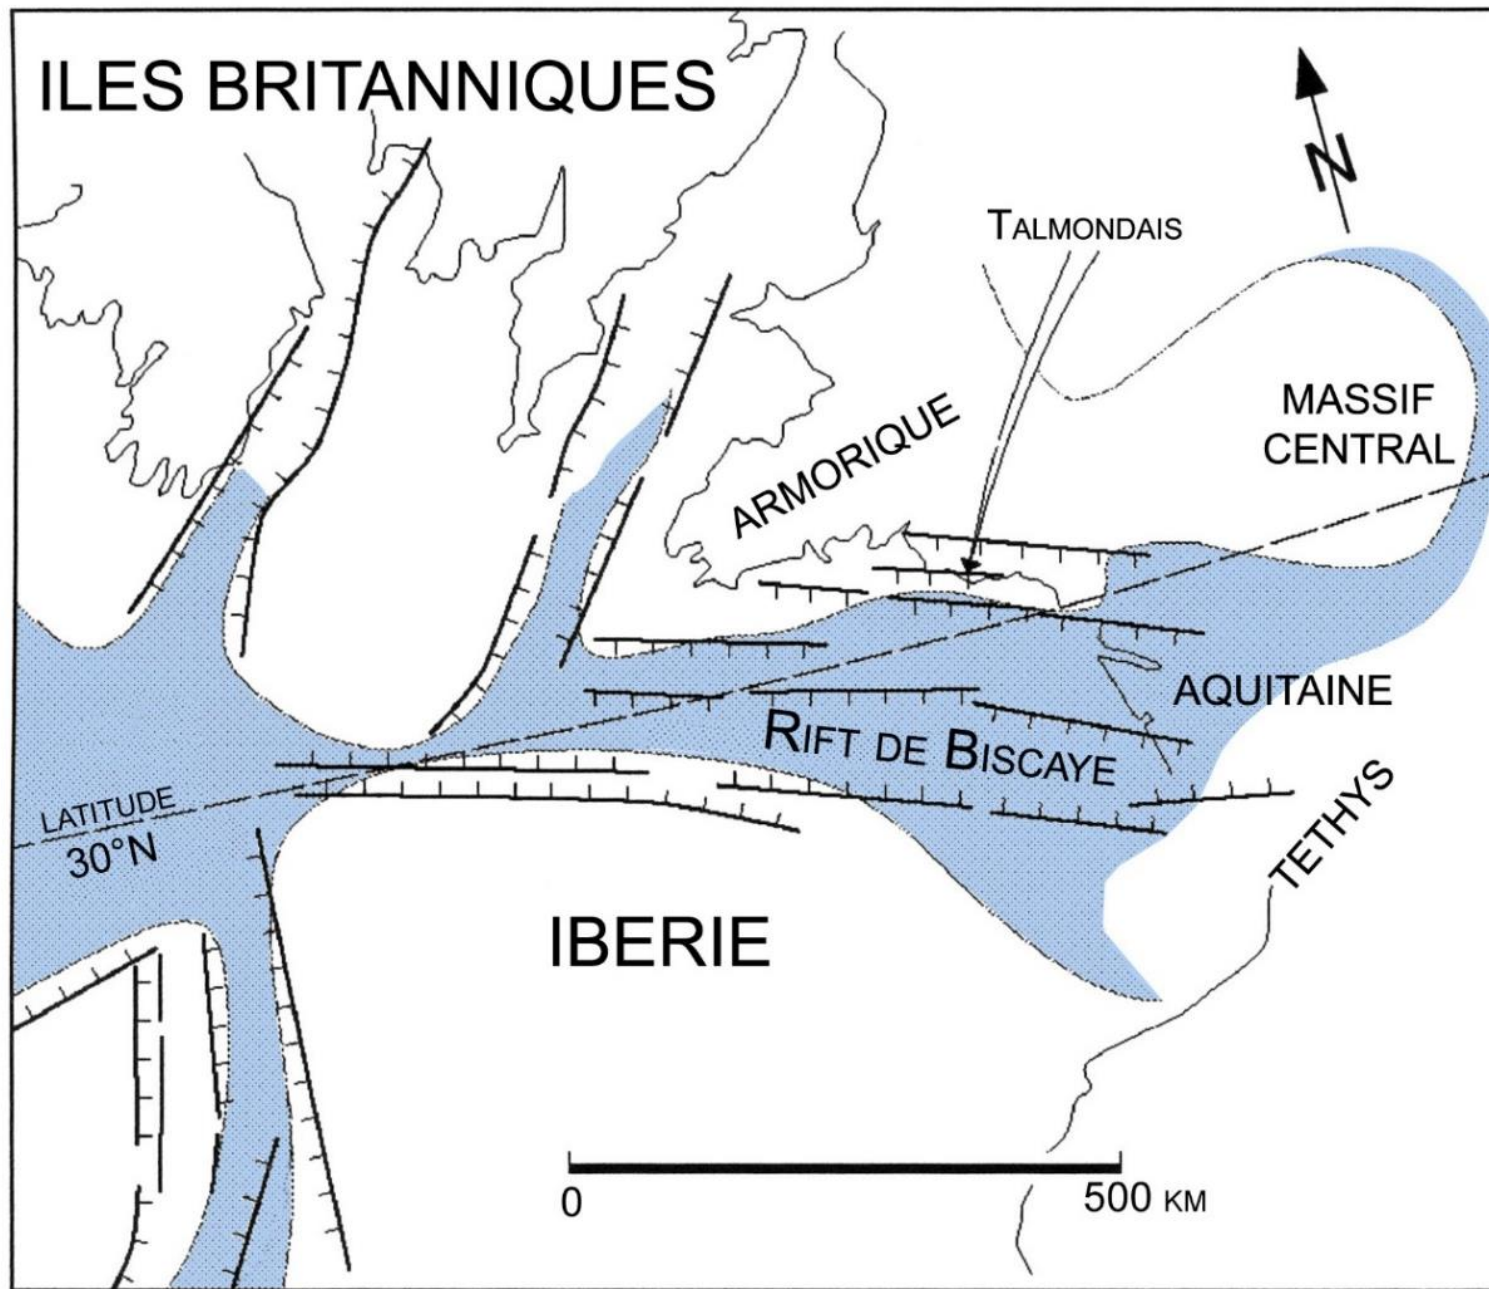 ILES BRITANNIQUES
N
TALMONDAIS
MASSIF
CENTRAL
ARMORIQUE
AQUITAINE
RIFT DE BISCAYE
LATITUDE
30°N
TETHYS
IBERIE
0
500 KM